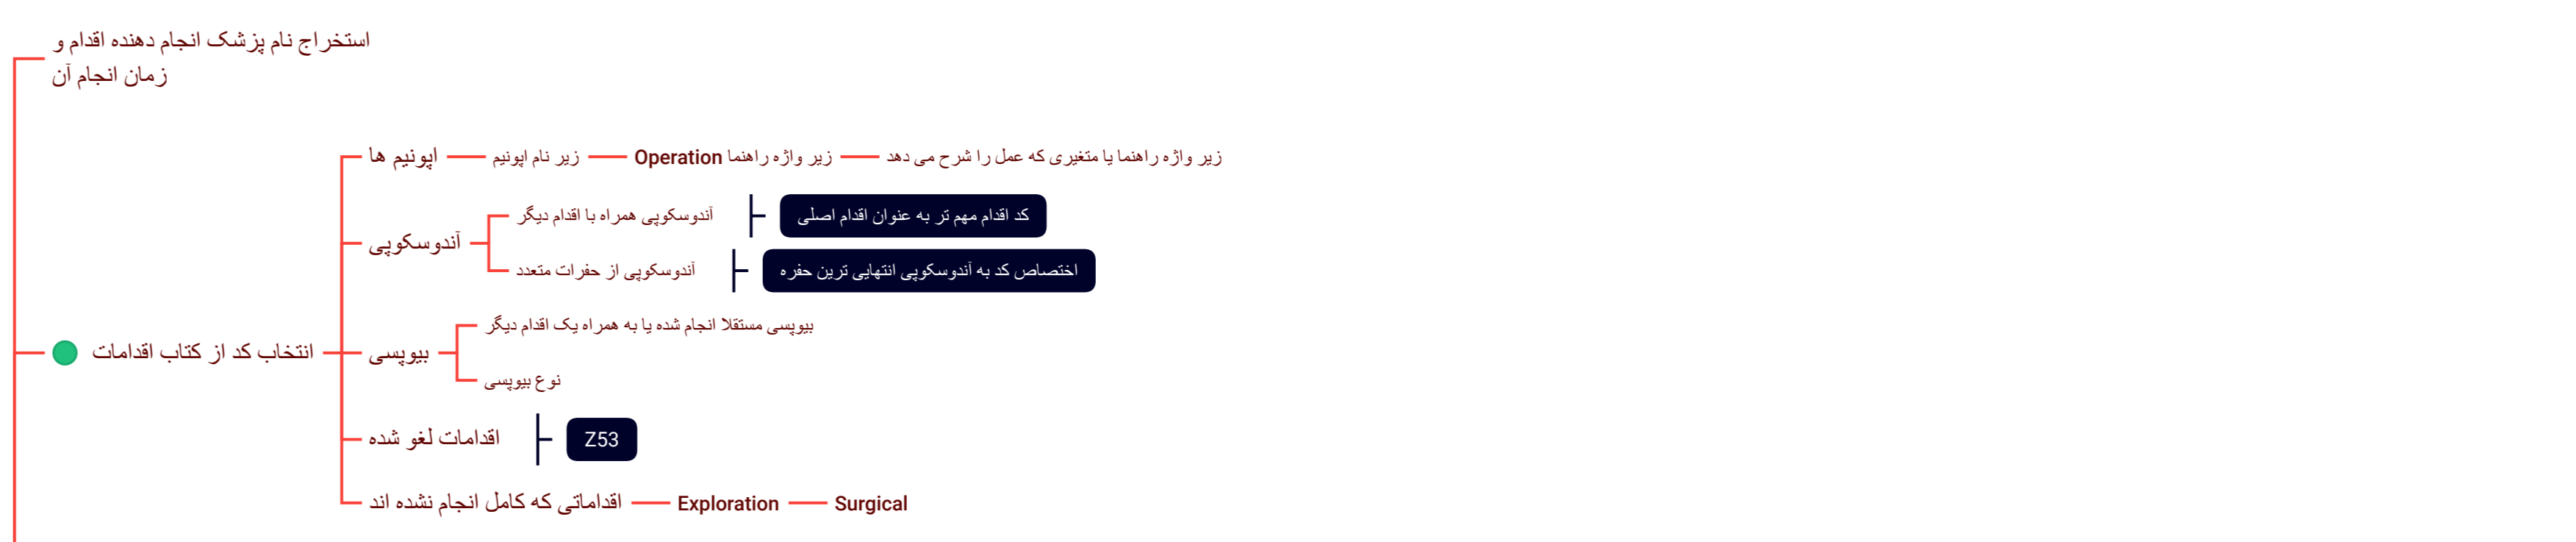 استخراج نام پزشک انجام دهنده اقدام و
زمان انجام آن
اپونیم ها
زیر نام اپونیم
زیر واژه راهنما Operation
زیر واژه راهنما یا متغیری که عمل را شرح می دهد
آندوسکوپی همراه با اقدام دیگر
کد اقدام مهم تر به عنوان اقدام اصلی
آندوسکوپی
آندوسکوپی از حفرات متعدد
اختصاص کد به آندوسکوپی انتهایی ترین حفره
بیوپسی مستقلا انجام شده یا به همراه یک اقدام دیگر
انتخاب کد از کتاب اقدامات
بیوپسی
نوع بیوپسی
اقدامات لغو شده
Z53
اقداماتی که کامل انجام نشده اند
Exploration
Surgical